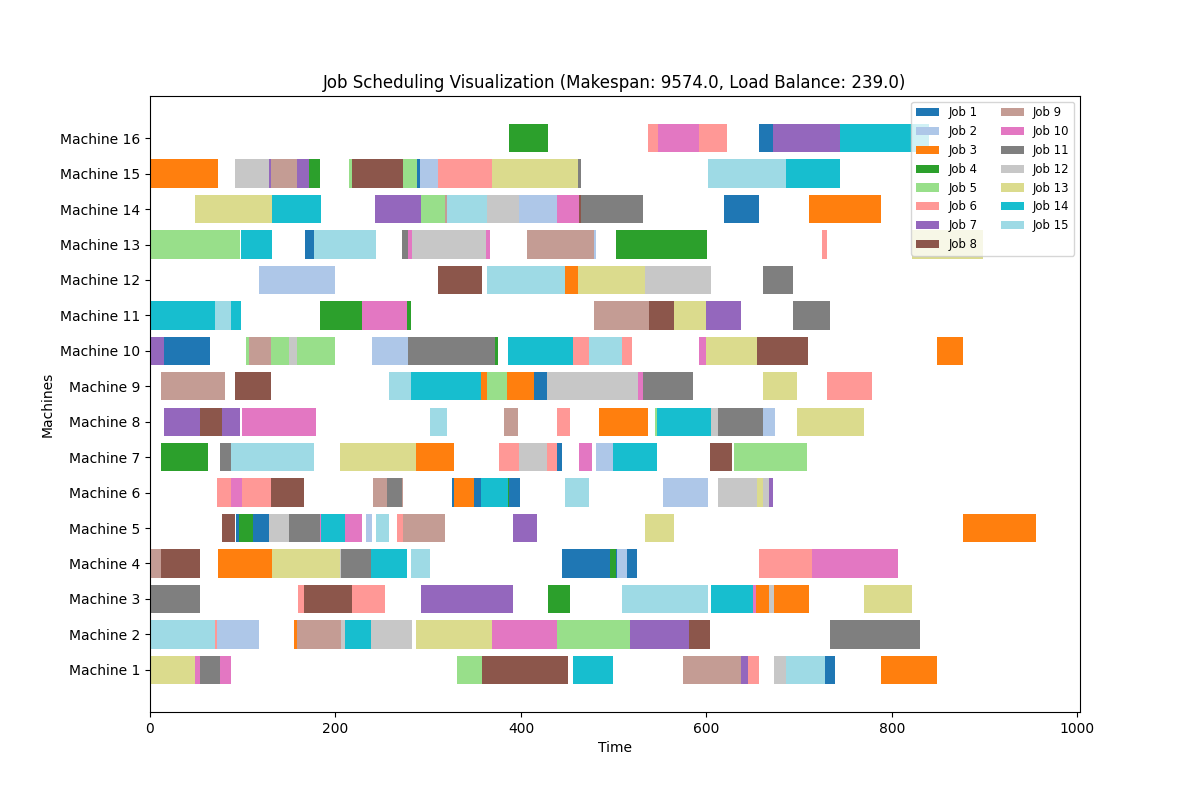 Job Scheduling Visualization (Makespan: 9574.0, Load Balance: 239.0)
Machine 16
Machine 15
Machine 14
Machine 13
Machine 12
Machine 11
Machine 10
Machine 9
Machine 8
Machine 7
Machine 6
Machine 5
Machine 4
Machine 3
Machine 2
Machine 1
Machines
0 200 400 600 800 1000
Time
Job 1
Job 2
Job 3
Job 4
Job 5
Job 6
Job 7
Job 8
Job 9
Job 10
Job 11
Job 12
Job 13
Job 14
Job 15